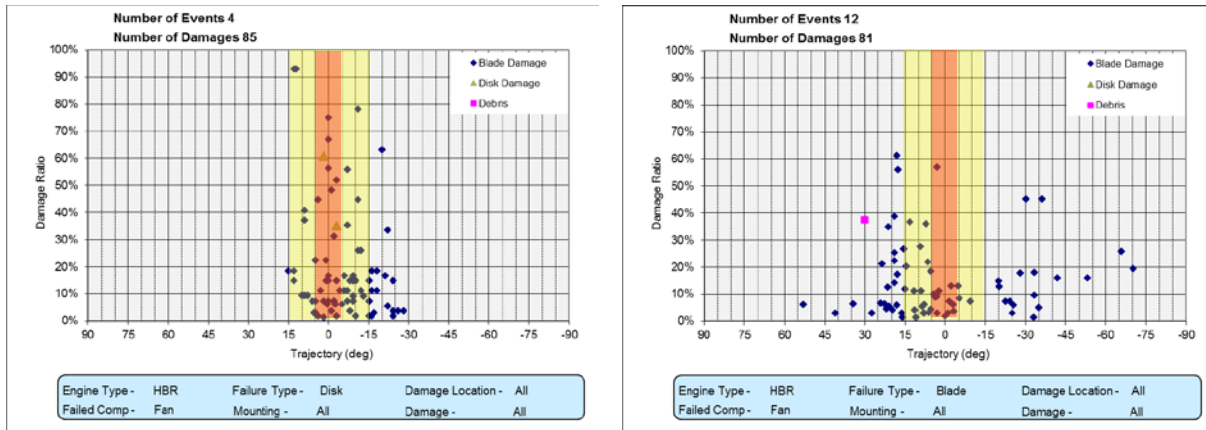 Number of Events 4
Number of Damages 85
100%
90%
80%
70%
60%
50%
40%
30%
20%
10%
0%
Damage Ratio
Blade Damage
Disk Damage
Debris
90 75 60 45 30 15 0 -15 -30 -45 -60 -75 -90
Trajectory (deg)
Engine Type - HBR Failure Type - Disk Damage Location - All
Failed Comp - Fan Mounting - All Damage - All
Number of Events 12
Number of Damages 81
100%
90%
80%
70%
60%
50%
40%
30%
20%
10%
0%
Damage Ratio
Blade Damage
Disk Damage
Debris
90 75 60 45 30 15 0 -15 -30 -45 -60 -75 -90
Trajectory (deg)
Engine Type - HBR Failure Type - Blade Damage Location - All
Failed Comp - Fan Mounting - All Damage - All